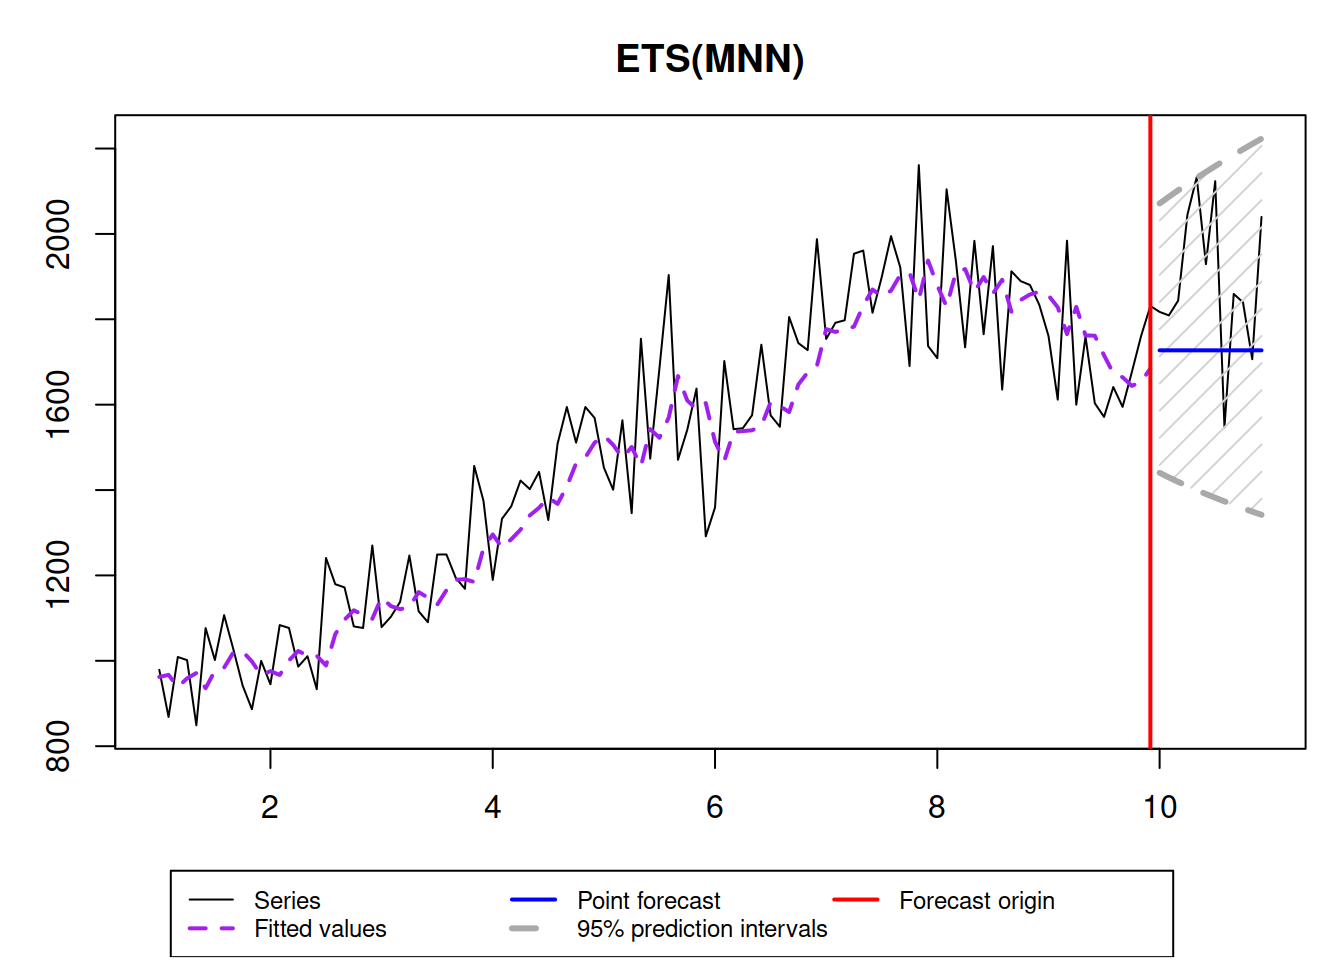 ETS(MNN)
2000
1600
1200
800
2 4 6 8 10
Series Point forecast Forecast origin
Fitted values 95% prediction intervals